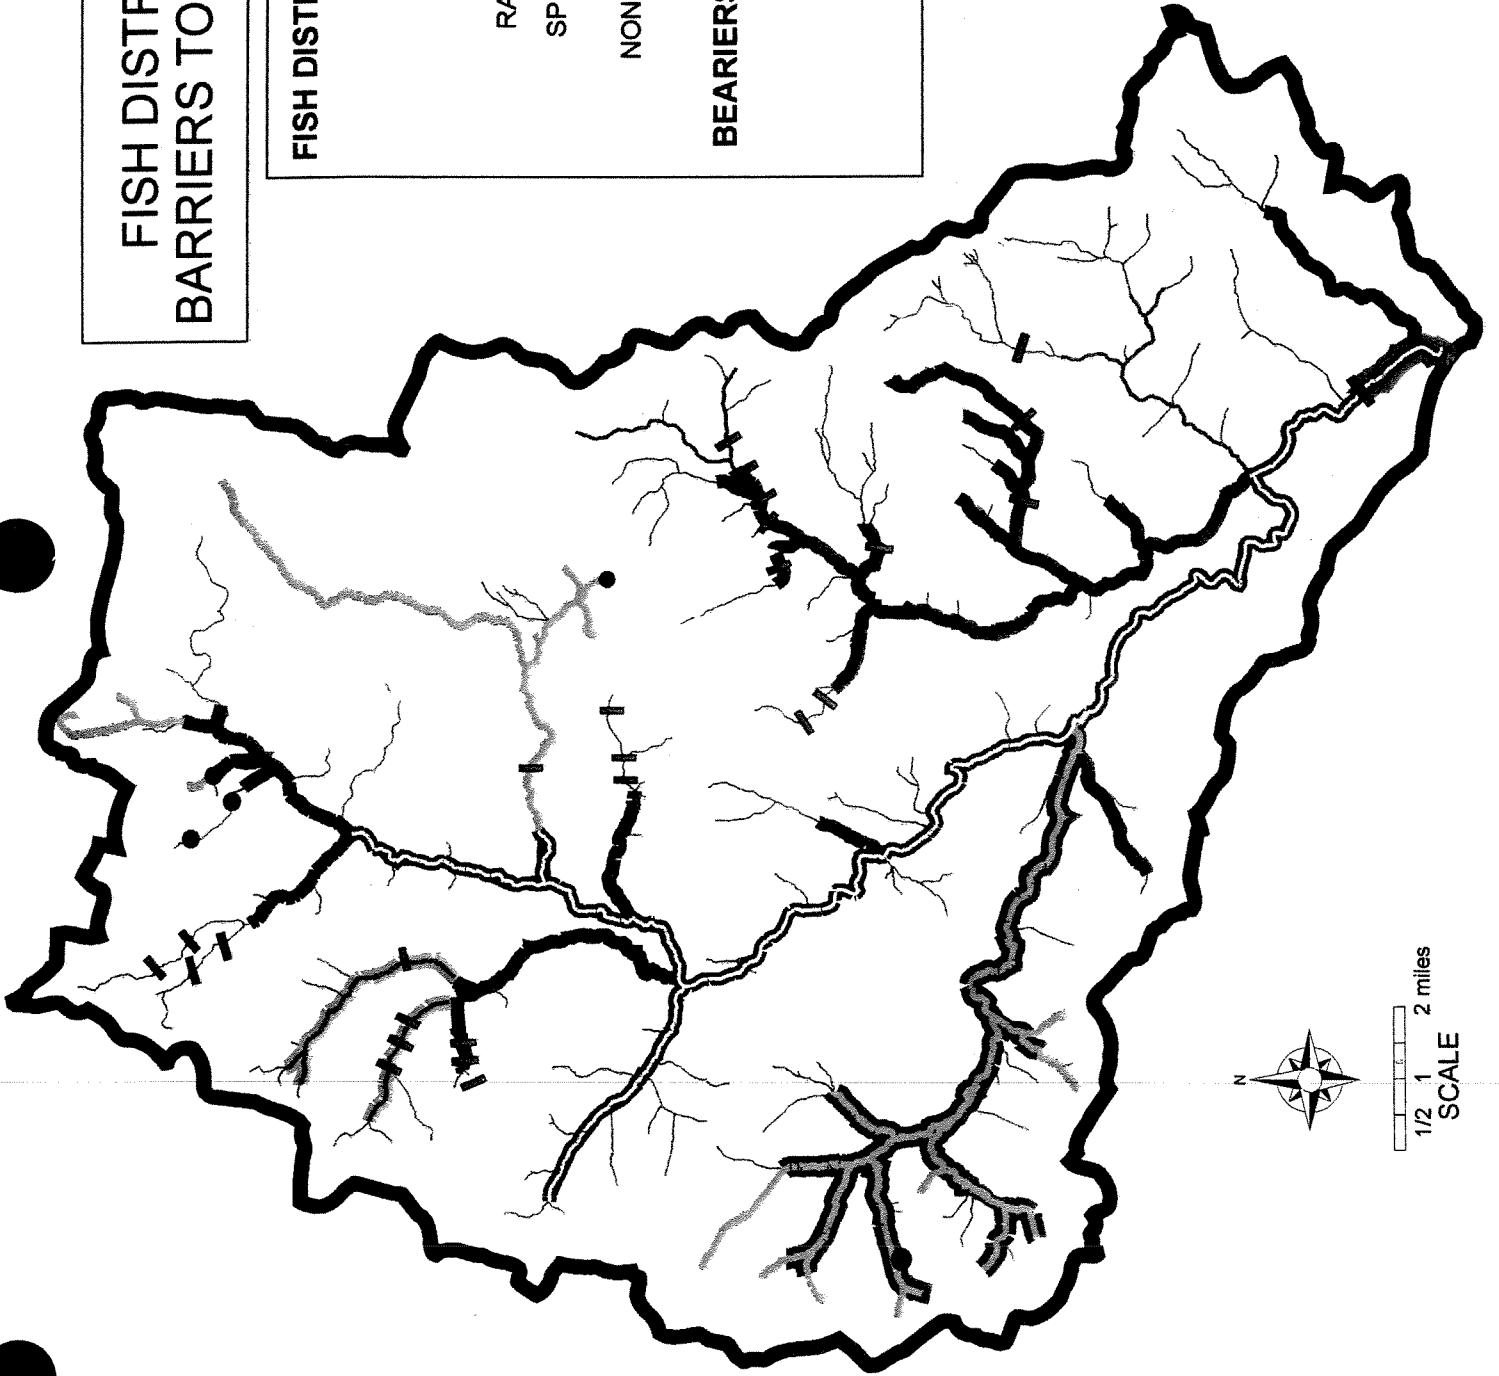 FISH DISTR
BARRIERS TO
FISH DISTR
RA
SP
NON
BEARIERS
N
1/2 1 2 miles
SCALE